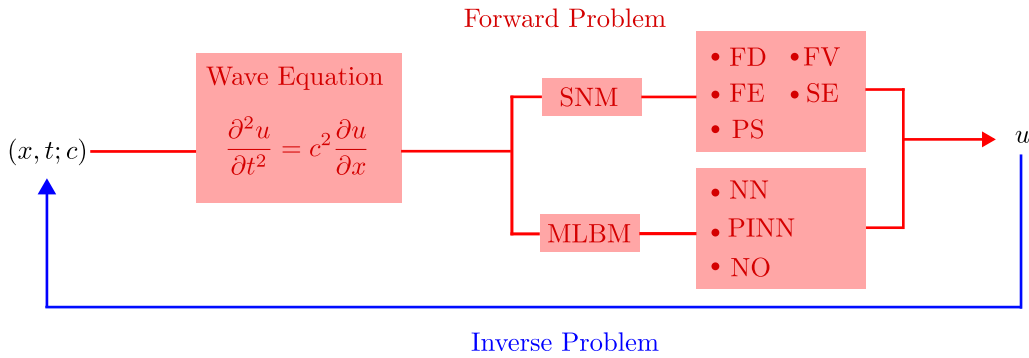 Forward Problem
Wave Equation
(x, t; c)
∂²u/∂t² = c² ∂u/∂x
SNM
• FD • FV
• FE • SE
• PS
u
MLBM
• NN
• PINN
• NO
Inverse Problem